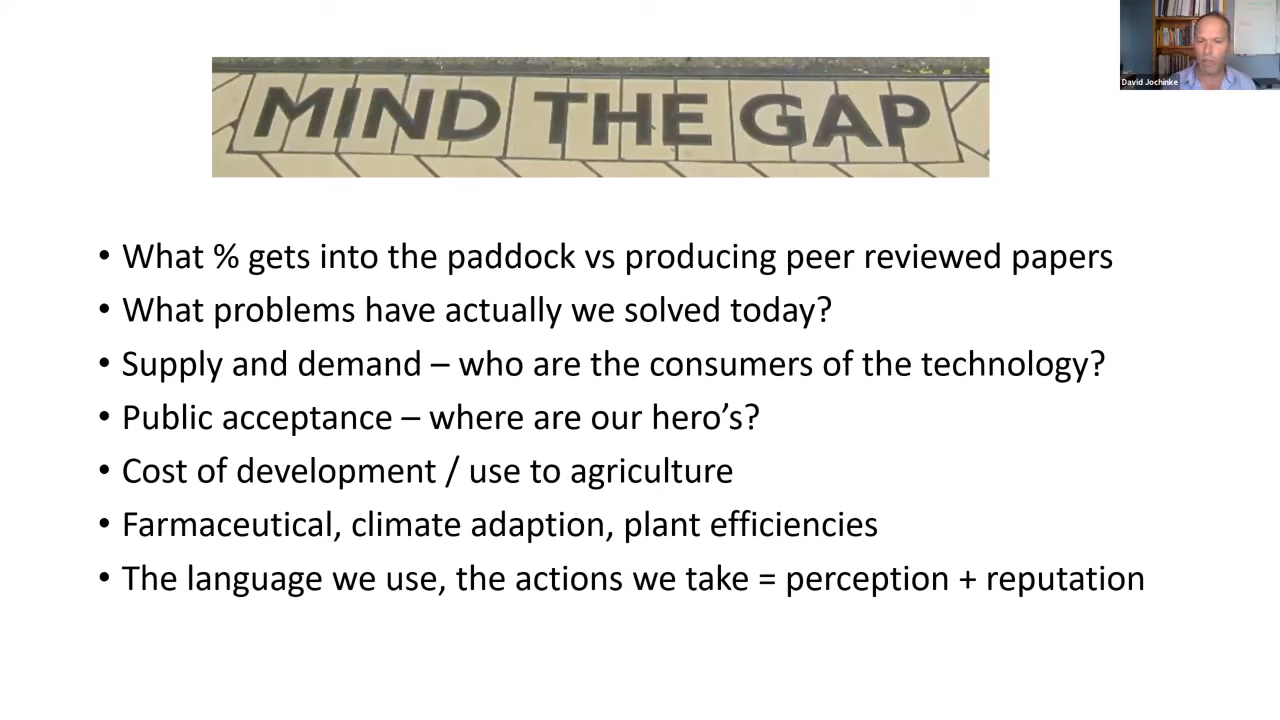 David Jochinke
MIND THE GAP
• What % gets into the paddock vs producing peer reviewed papers
• What problems have actually we solved today?
• Supply and demand – who are the consumers of the technology?
• Public acceptance – where are our hero’s?
• Cost of development / use to agriculture
• Farmaceutical, climate adaption, plant efficiencies
• The language we use, the actions we take = perception + reputation